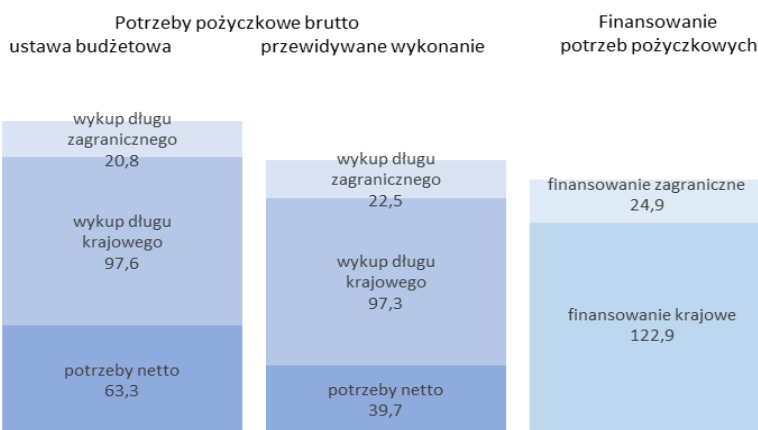 Potrzeby pożyczkowe brutto
ustawa budżetowa
przewidywane wykonanie
Finansowanie
potrzeb pożyczkowych
wykup długu
zagranicznego
20,8
wykup długu
krajowego
97,6
potrzeby netto
63,3
wykup długu
zagranicznego
22,5
wykup długu
krajowego
97,3
potrzeby netto
39,7
finansowanie zagraniczne
24,9
finansowanie krajowe
122,9